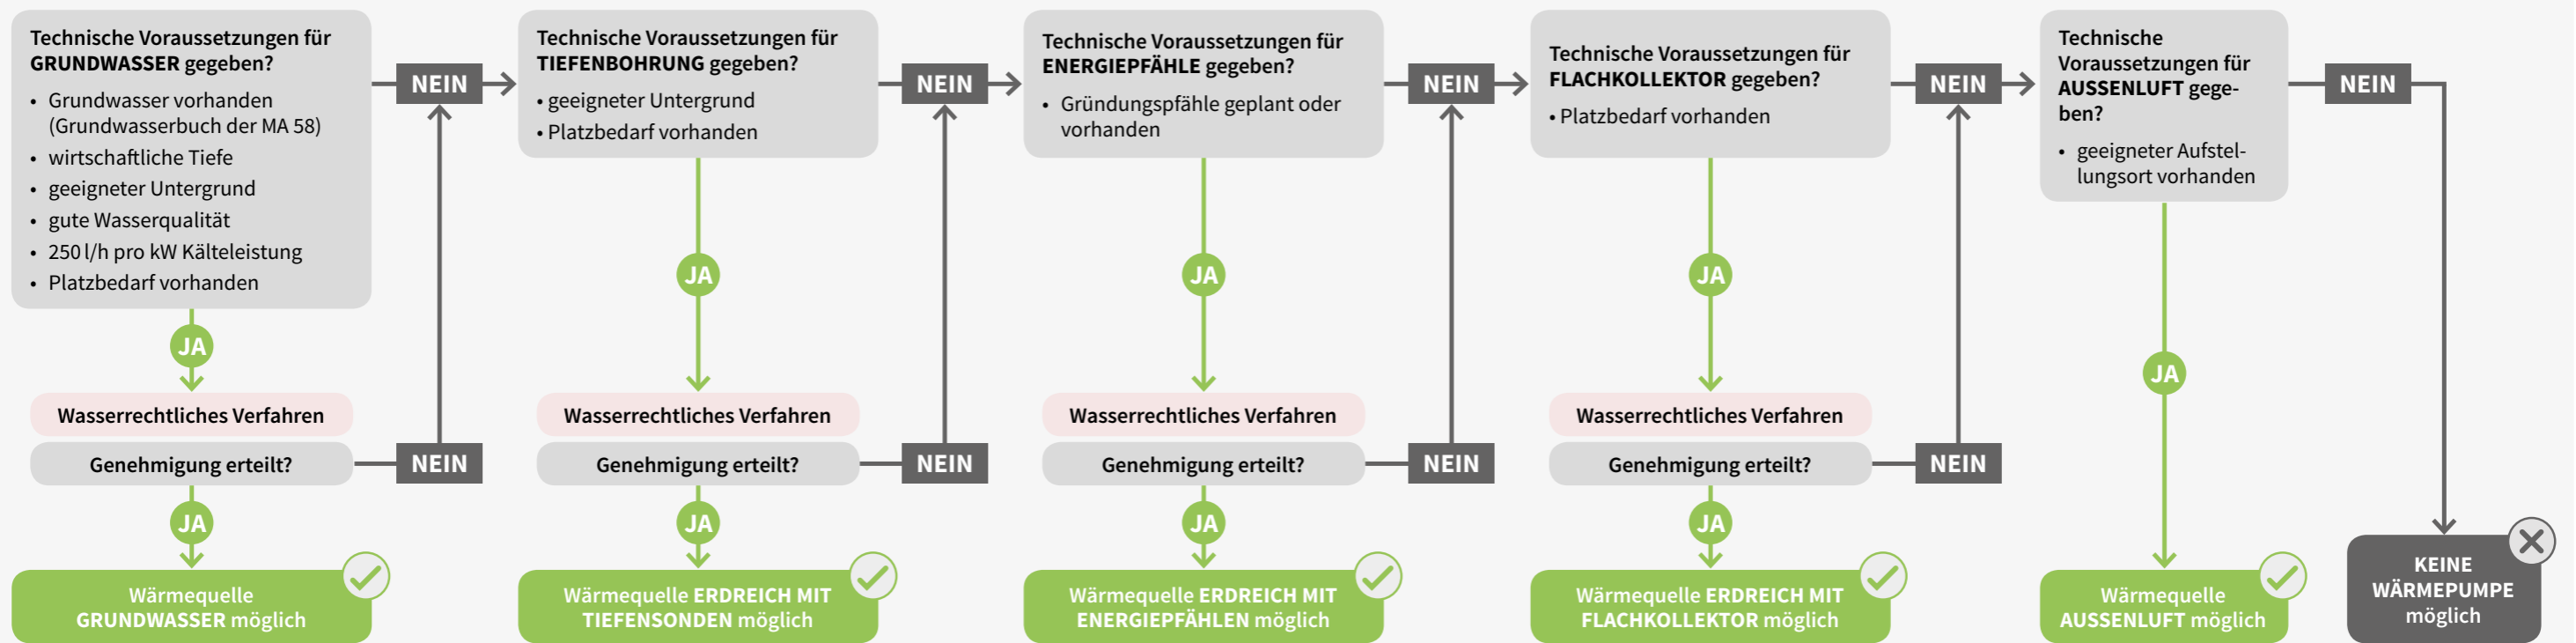 Technische Voraussetzungen für
GRUNDWASSER gegeben?
• Grundwasser vorhanden
(Grundwasserbuch der MA 58)
• wirtschaftliche Tiefe
• geeigneter Untergrund
• gute Wasserqualität
• 250 l/h pro kW Kälteleistung
• Platzbedarf vorhanden
NEIN
JA
Wasserrechtliches Verfahren
Genehmigung erteilt?
NEIN
JA
Wärmequelle
GRUNDWASSER möglich
Technische Voraussetzungen für
TIEFENBOHRUNG gegeben?
• geeigneter Untergrund
• Platzbedarf vorhanden
NEIN
JA
Wasserrechtliches Verfahren
Genehmigung erteilt?
NEIN
JA
Wärmequelle ERDREICH MIT
TIEFENSONDEN möglich
Technische Voraussetzungen für
ENERGIEPFÄHLE gegeben?
• Gründungspfähle geplant oder
vorhanden
NEIN
JA
Wasserrechtliches Verfahren
Genehmigung erteilt?
NEIN
JA
Wärmequelle ERDREICH MIT
ENERGIEPFÄHLEN möglich
Technische Voraussetzungen für
FLACHKOLLEKTOR gegeben?
• Platzbedarf vorhanden
NEIN
JA
Wasserrechtliches Verfahren
Genehmigung erteilt?
NEIN
JA
Wärmequelle ERDREICH MIT
FLACHKOLLEKTOR möglich
Technische
Voraussetzungen für
AUSSENLUFT gege-
ben?
• geeigneter Aufstel-
lungsort vorhanden
NEIN
JA
Wärmequelle
AUSSENLUFT möglich
KEINE
WÄRMEPUMPE
möglich